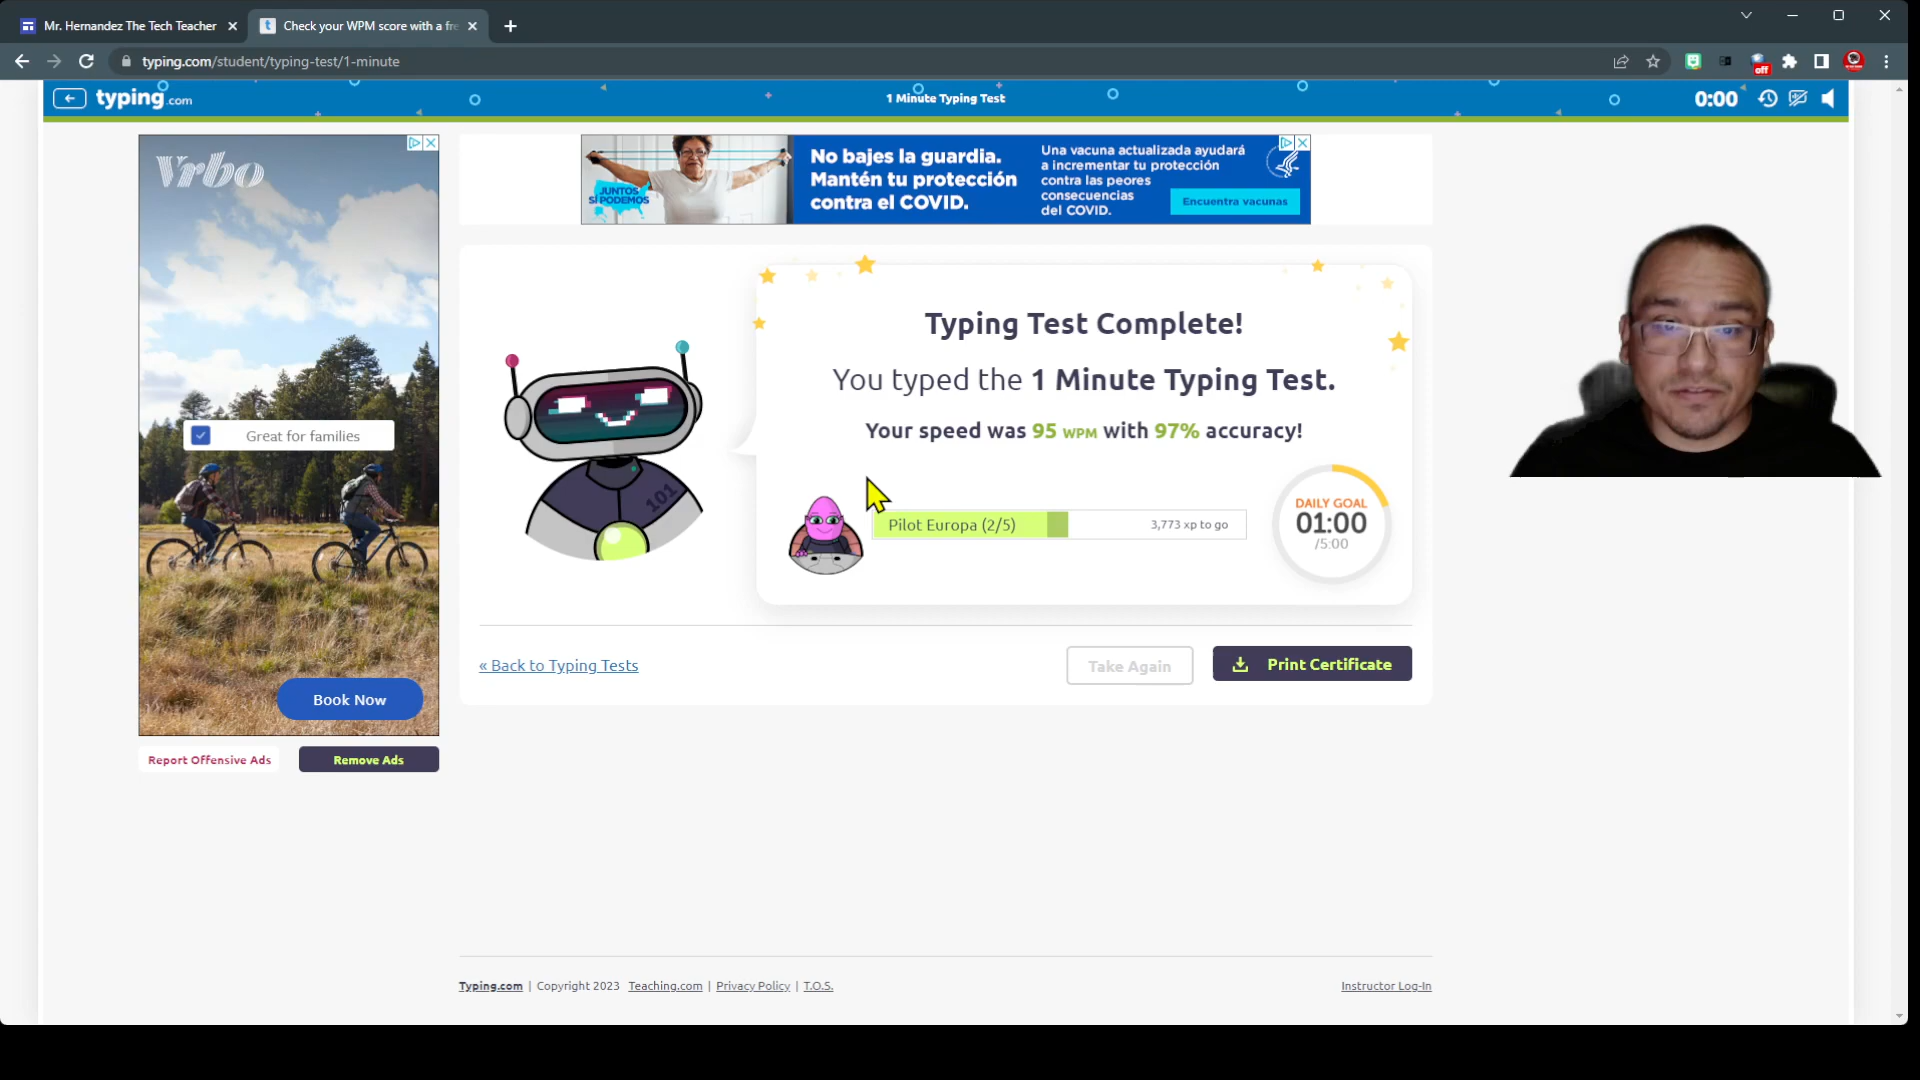 Mr. Hernandez The Tech Teacher
Check your WPM score with a fre
typing.com/student/typing-test/1-minute
off
typing.com
1 Minute Typing Test
0:00
Vrbo
Great for families
Book Now
Report Offensive Ads
Remove Ads
JUNTOS
SÍ PODEMOS
No bajes la guardia.
Mantén tu protección
contra el COVID.
Una vacuna actualizada ayudará
a incrementar tu protección
contra las peores
consecuencias
del COVID.
Encuentra vacunas
101
Typing Test Complete!
You typed the 1 Minute Typing Test.
Your speed was 95 WPM with 97% accuracy!
Pilot Europa (2/5)
3,773 xp to go
DAILY GOAL
01:00
/5:00
« Back to Typing Tests
Take Again
Print Certificate
Typing.com | Copyright 2023 Teaching.com | Privacy Policy | T.O.S.
Instructor Log-In